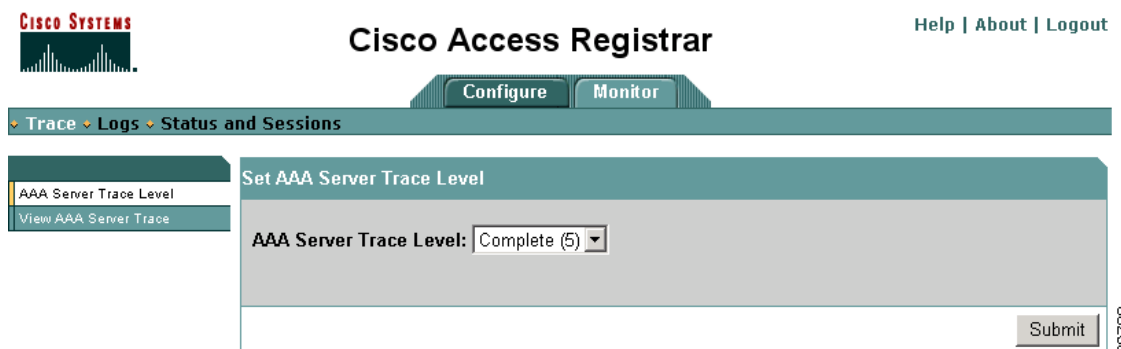 CISCO SYSTEMS
Cisco Access Registrar
Help | About | Logout
Configure Monitor
Trace Logs Status and Sessions
AAA Server Trace Level
View AAA Server Trace
Set AAA Server Trace Level
AAA Server Trace Level: Complete (5)
Submit